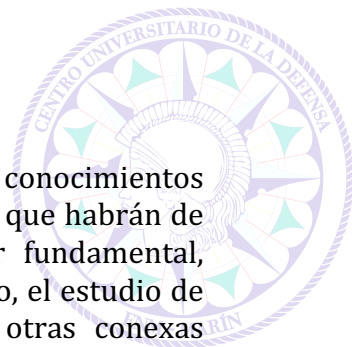 CENTRO UNIVERSITARIO DE LA DEFENSA
conocimientos
que habrán de
fundamental,
el estudio de
otras conexas